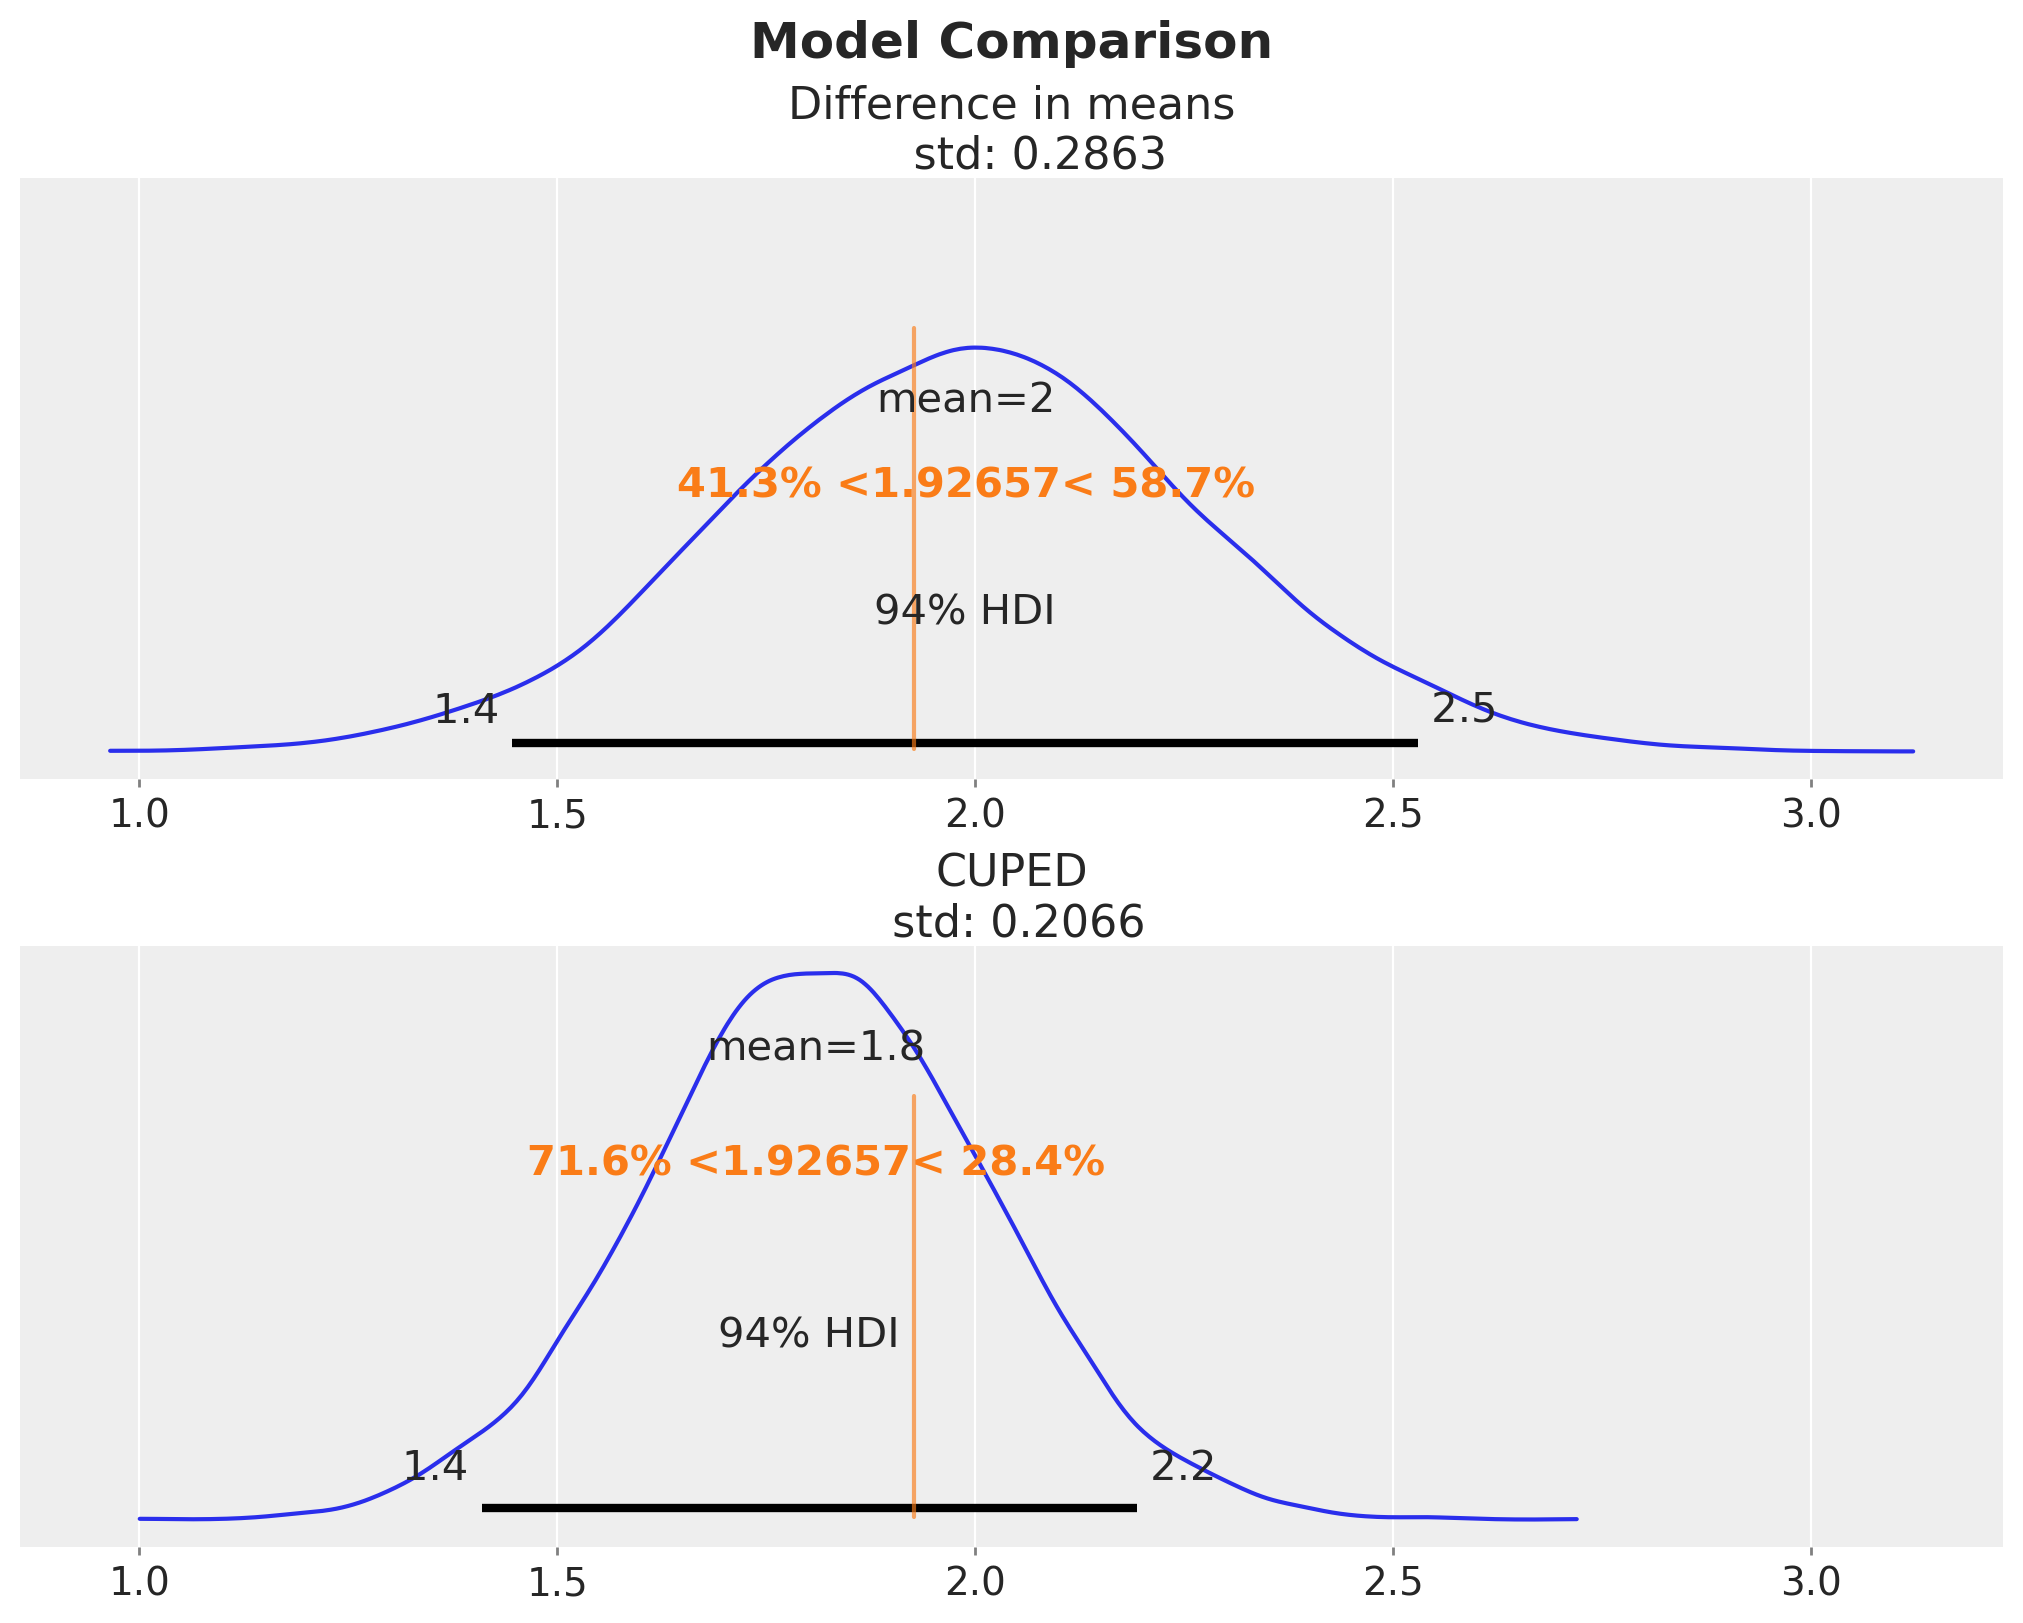 Model Comparison
Difference in means
std: 0.2863
mean=2
41.3% <1.92657< 58.7%
94% HDI
1.4
2.5
1.0 1.5 2.0 2.5 3.0
CUPED
std: 0.2066
mean=1.8
71.6% <1.92657< 28.4%
94% HDI
1.4
2.2
1.0 1.5 2.0 2.5 3.0